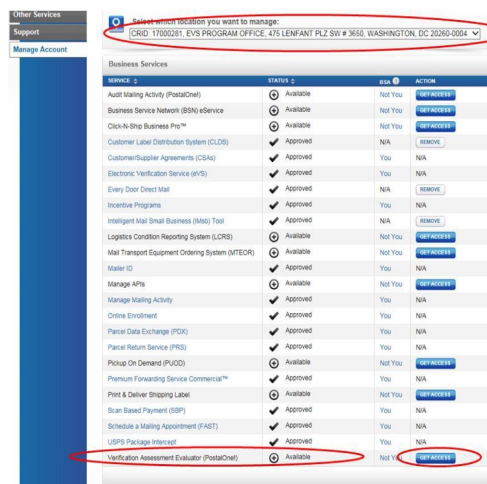 Other Services
Support
Manage Account
Select which location you want to manage:
CRID: 17000281, EVS PROGRAM OFFICE, 475 LENFANT PLZ SW # 3650, WASHINGTON, DC 20260-0004
Business Services
SERVICE STATUS BSA ACTION
Audit Mailing Activity (PostalOne!) Available Not You GET ACCESS
Business Service Network (BSN) eService Available Not You GET ACCESS
Click-N-Ship Business Pro™ Available Not You GET ACCESS
Customer Label Distribution System (CLDS) Approved N/A REMOVE
Customer/Supplier Agreements (CSAs) Approved You N/A
Electronic Verification Service (eVS) Approved You N/A
Every Door Direct Mail Approved N/A REMOVE
Incentive Programs Approved You N/A
Intelligent Mail Small Business (IMsb) Tool Approved N/A REMOVE
Logistics Condition Reporting System (LCRS) Available Not You GET ACCESS
Mail Transport Equipment Ordering System (MTEOR) Available Not You GET ACCESS
Mailer ID Approved You N/A
Manage APIs Available Not You GET ACCESS
Manage Mailing Activity Approved You N/A
Online Enrollment Approved You N/A
Parcel Data Exchange (PDX) Approved You N/A
Parcel Return Service (PRS) Approved You N/A
Pickup On Demand (PUOD) Available Not You GET ACCESS
Premium Forwarding Service Commercial™ Approved You N/A
Print & Deliver Shipping Label Available Not You GET ACCESS
Scan Based Payment (SBP) Approved You N/A
Schedule a Mailing Appointment (FAST) Approved You N/A
USPS Package Intercept Approved You N/A
Verification Assessment Evaluator (PostalOne!) Available Not You GET ACCESS